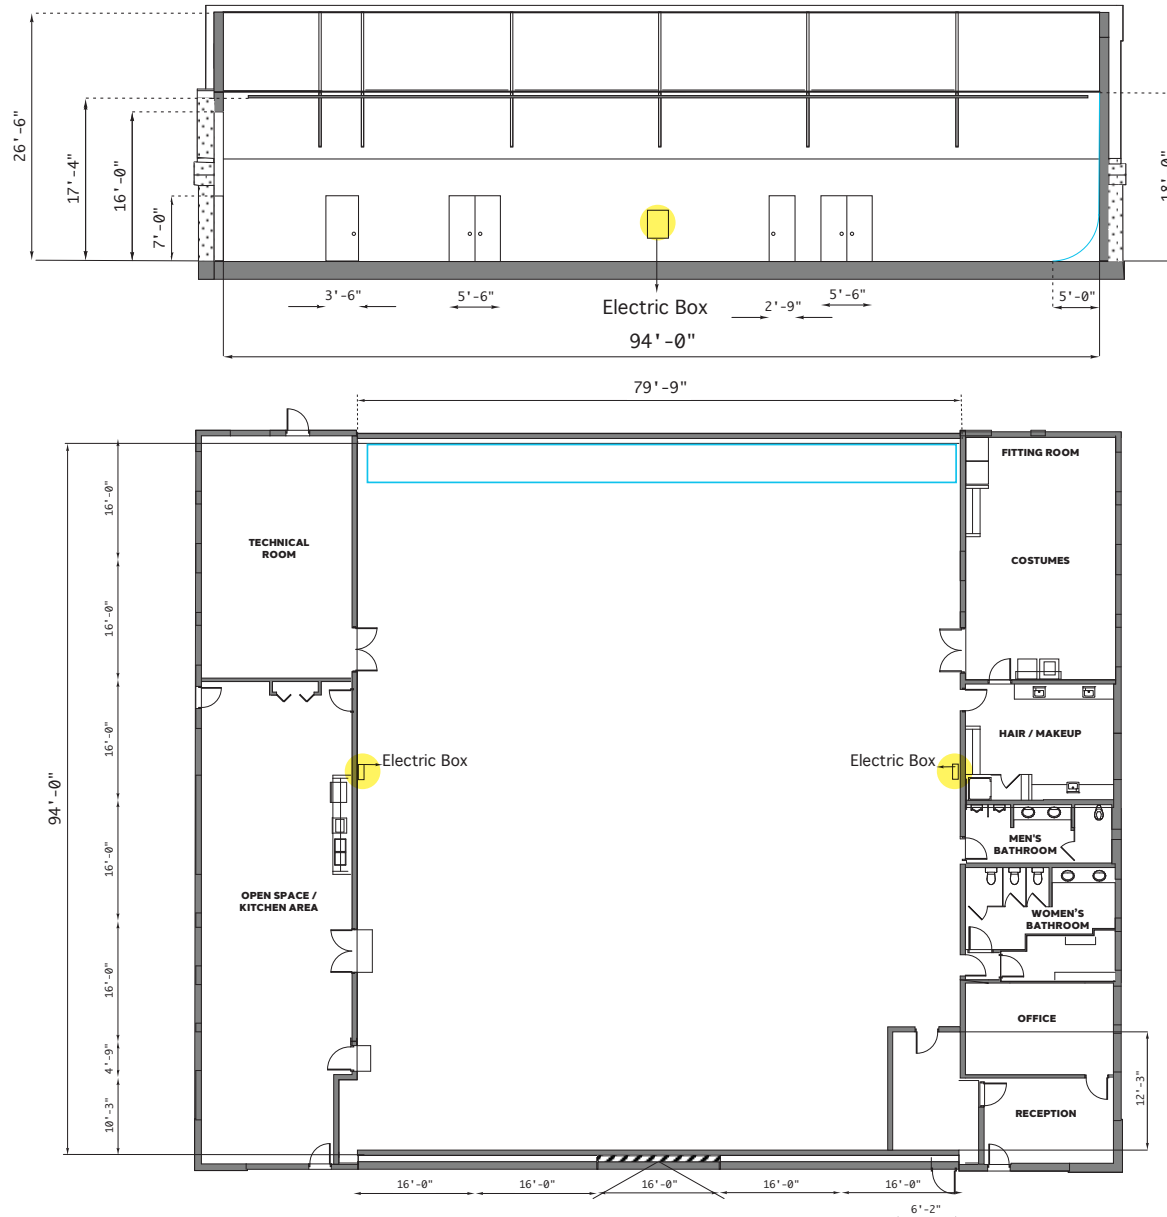 26'-6"
17'-4"
16'-0"
7'-0"
18'-0"
3'-6"
5'-6"
Electric Box
2'-9"
5'-6"
5'-0"
94'-0"
79'-9"
FITTING ROOM
16'-0"
TECHNICAL
ROOM
COSTUMES
16'-0"
16'-0"
HAIR / MAKEUP
Electric Box
Electric Box
94'-0"
16'-0"
MEN'S
BATHROOM
OPEN SPACE /
KITCHEN AREA
WOMEN'S
BATHROOM
16'-0"
OFFICE
4'-9"
12'-3"
10'-3"
RECEPTION
16'-0"
16'-0"
16'-0"
16'-0"
16'-0"
6'-2"